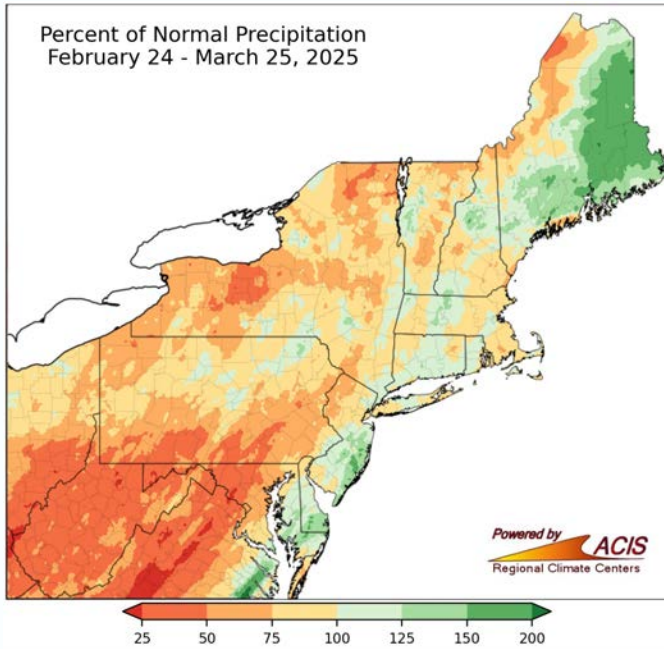 Percent of Normal Precipitation
February 24 - March 25, 2025
Powered by
ACIS
Regional Climate Centers
25 50 75 100 125 150 200